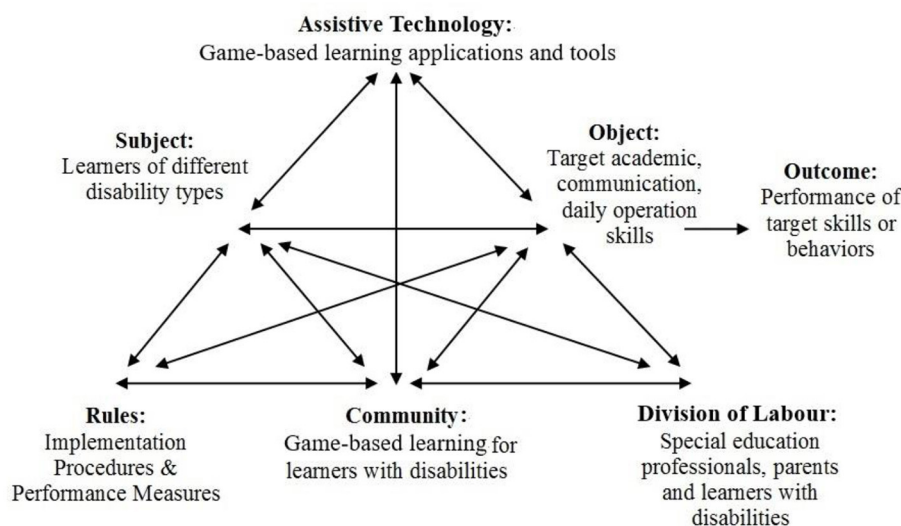 Assistive Technology:
Game-based learning applications and tools
Subject:
Learners of different
disability types
Object:
Target academic,
communication,
daily operation
skills
Outcome:
Performance of
target skills or
behaviors
Rules:
Implementation
Procedures &
Performance Measures
Community:
Game-based learning for
learners with disabilities
Division of Labour:
Special education
professionals, parents
and learners with
disabilities